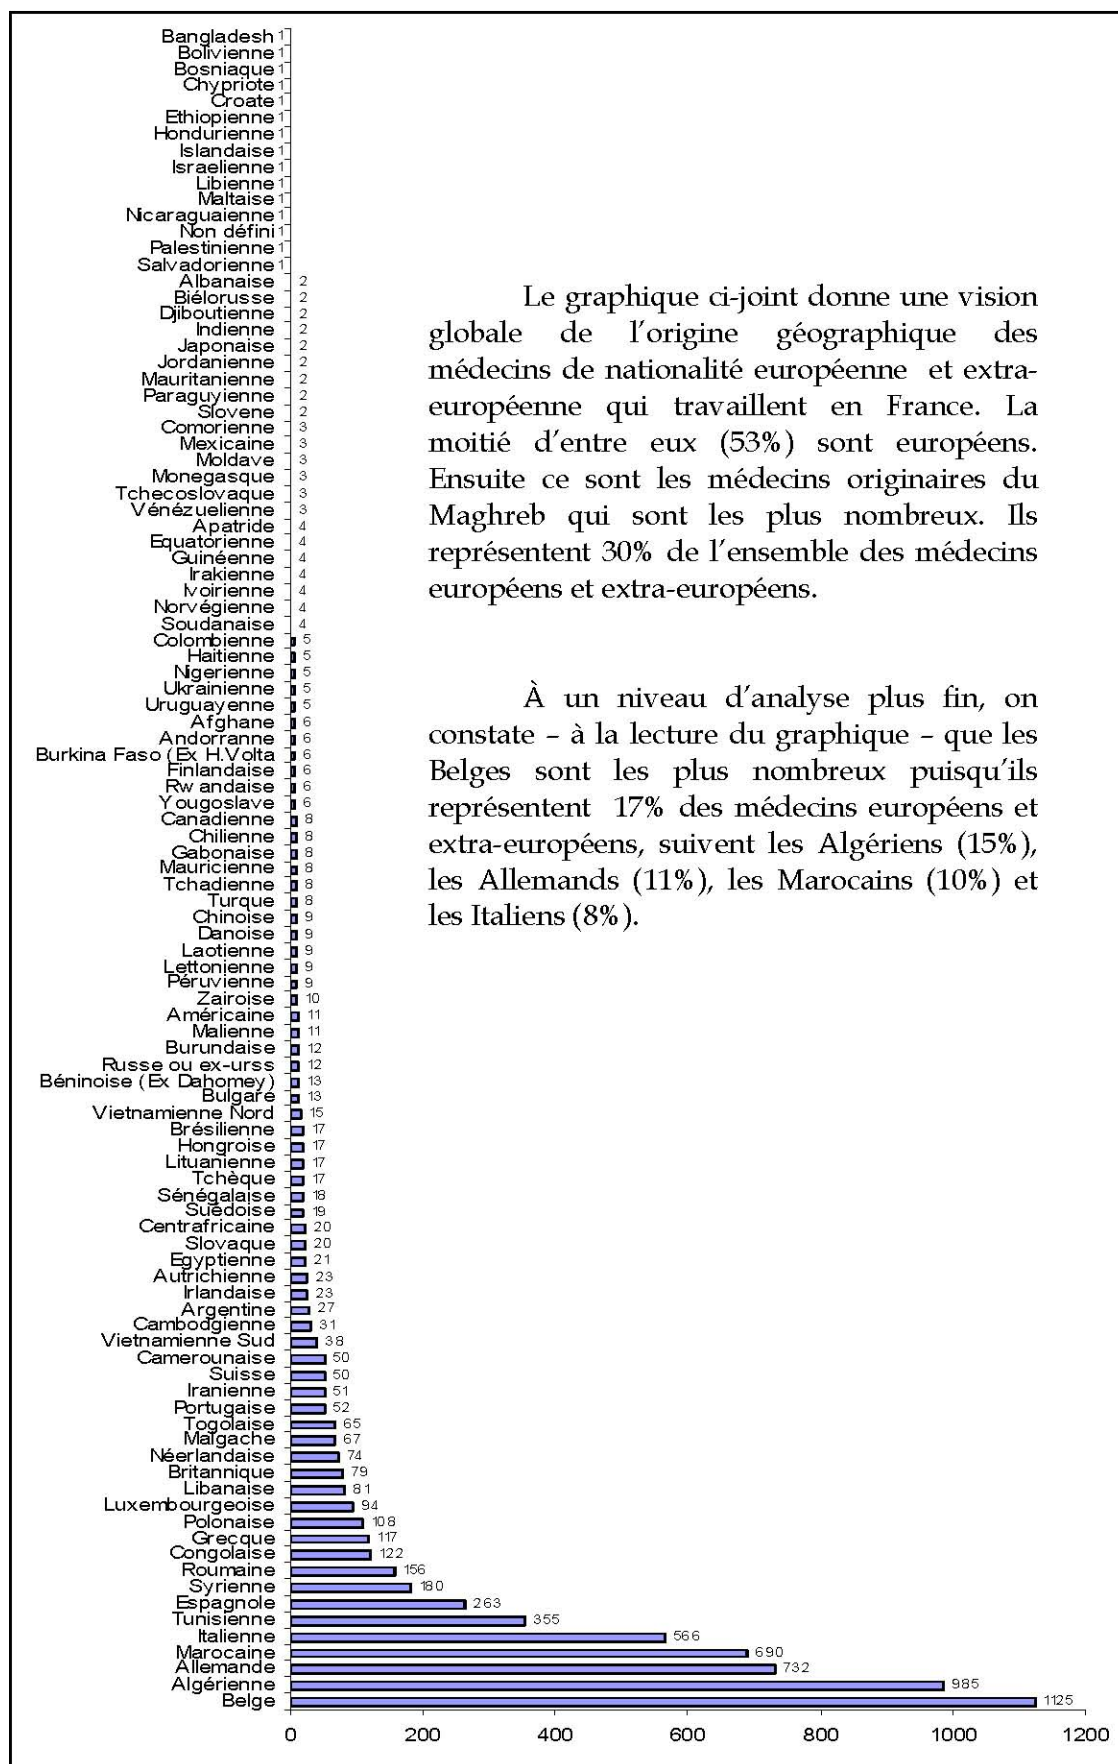 Bangladesh 1
Bolivienne 1
Bosniaque 1
Chypriote 1
Croate 1
Ethiopienne 1
Hondurienne 1
Islandaise 1
Israelienne 1
Libienne 1
Maltaise 1
Nicaraguaienne 1
Non défini 1
Palestinienne 1
Salvadorienne 1
Albanaise 2
Biélorusse 2
Djiboutienne 2
Indienne 2
Japonaise 2
Jordanienne 2
Mauritanienne 2
Paraguyienne 2
Slovene 2
Comorienne 3
Mexicaine 3
Moldave 3
Monegasque 3
Tchecoslovaque 3
Vénézuelienne 3
Apatride 4
Equatorienne 4
Guinéenne 4
Irakienne 4
Ivoirienne 4
Norvégienne 4
Soudanaise 4
Colombienne 5
Haitienne 5
Nigerienne 5
Ukrainienne 5
Uruguayenne 5
Afghane 6
Andorranne 6
Burkina Faso (Ex H.Volta 6
Finlandaise 6
Rwandaise 6
Yougoslave 6
Canadienne 8
Chilienne 8
Gabonaise 8
Mauricienne 8
Tchadienne 8
Turque 8
Chinoise 9
Danoise 9
Laotienne 9
Lettonienne 9
Péruvienne 9
Zairoise 10
Américaine 11
Malienne 11
Burundaise 12
Russe ou ex-urss 12
Béninoise (Ex Dahomey) 13
Bulgare 13
Vietnamienne Nord 15
Brésilienne 17
Hongroise 17
Lituanienne 17
Tchèque 17
Sénégalaise 18
Suédoise 19
Centrafricaine 20
Slovaque 20
Egyptienne 21
Autrichienne 23
Irlandaise 23
Argentine 27
Cambodgienne 31
Vietnamienne Sud 38
Camerounaise 50
Suisse 50
Iranienne 51
Portugaise 52
Togolaise 65
Malgache 67
Néerlandaise 74
Britannique 79
Libanaise 81
Luxembourgeoise 94
Polonaise 108
Grecque 117
Congolaise 122
Roumaine 156
Syrienne 180
Espagnole 263
Tunisienne 355
Italienne 566
Marocaine 690
Allemande 732
Algérienne 985
Belge 1125
0 200 400 600 800 1000 1200
Le graphique ci-joint donne une vision
globale de l'origine géographique des
médecins de nationalité européenne et extra-
européenne qui travaillent en France. La
moitié d'entre eux (53%) sont européens.
Ensuite ce sont les médecins originaires du
Maghreb qui sont les plus nombreux. Ils
représentent 30% de l'ensemble des médecins
européens et extra-européens.
À un niveau d'analyse plus fin, on
constate – à la lecture du graphique – que les
Belges sont les plus nombreux puisqu'ils
représentent 17% des médecins européens et
extra-européens, suivent les Algériens (15%),
les Allemands (11%), les Marocains (10%) et
les Italiens (8%).